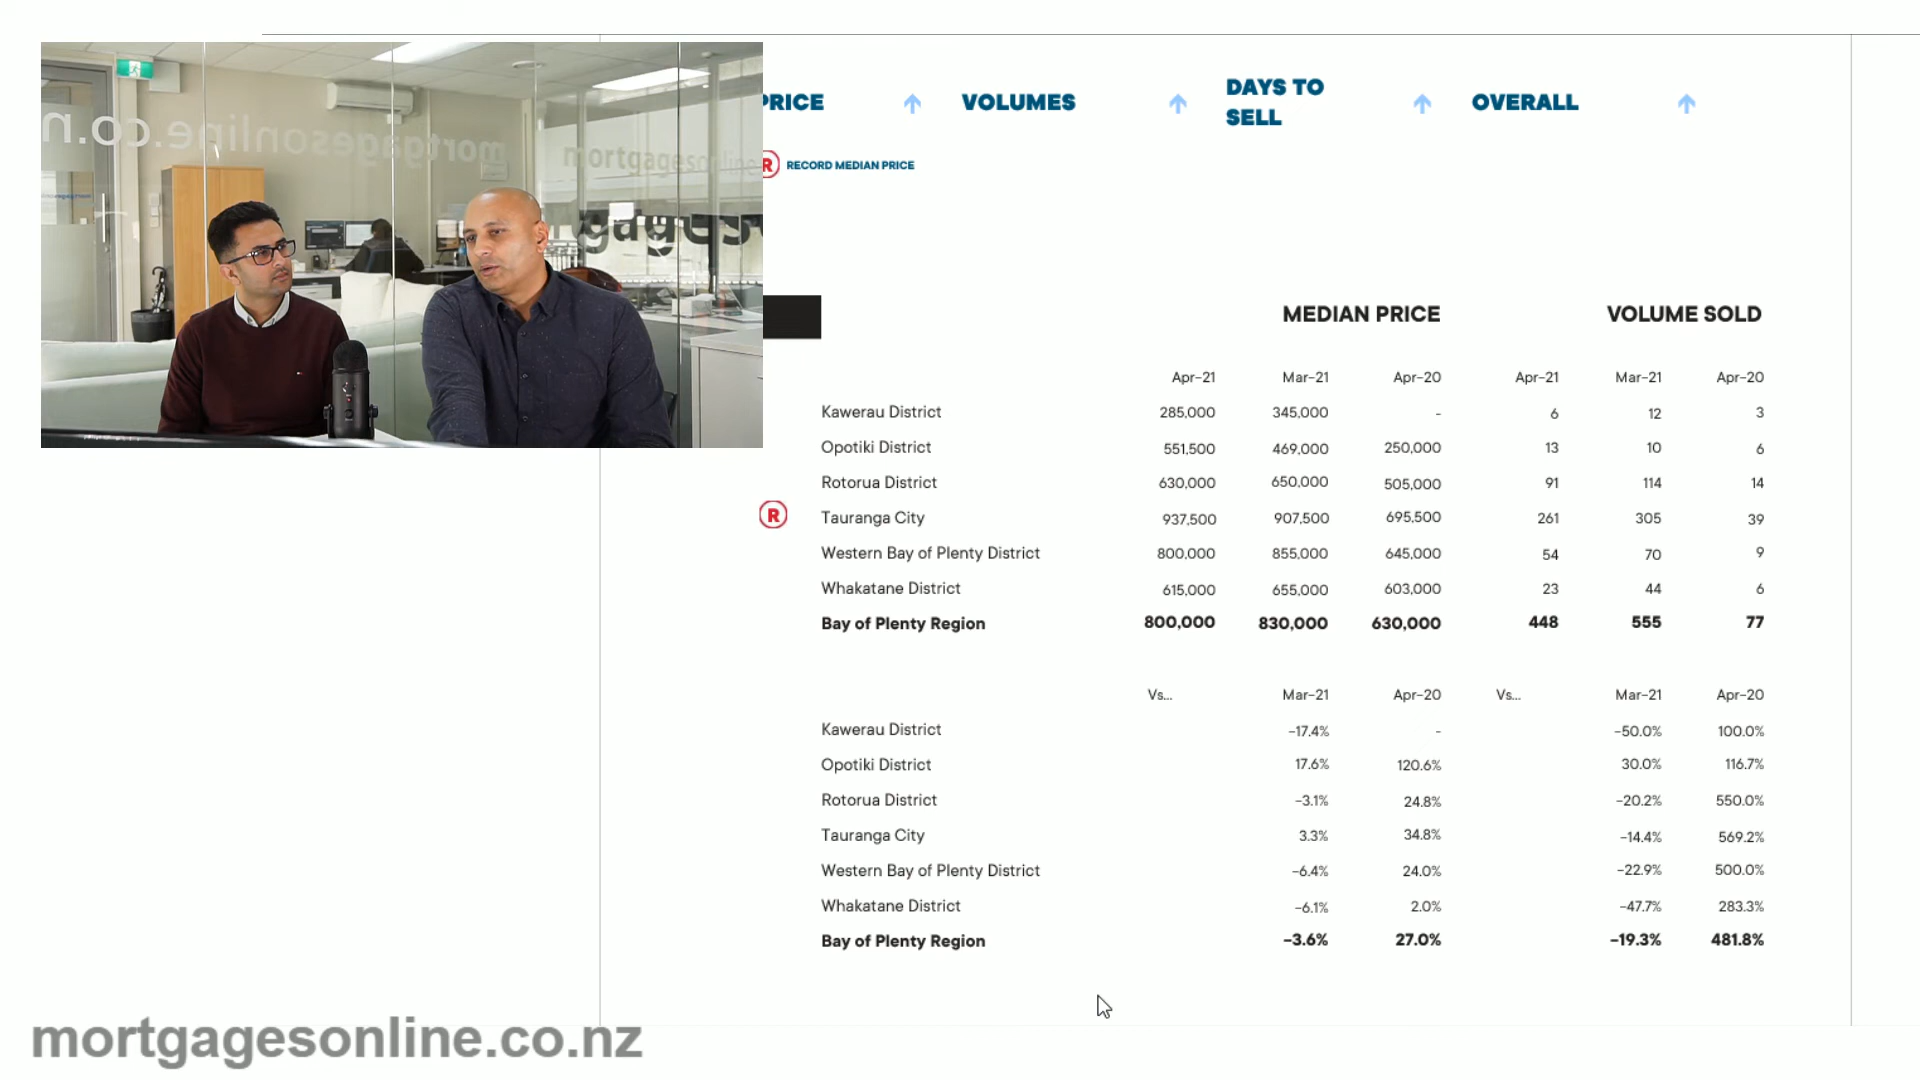 PRICE VOLUMES DAYS TO SELL OVERALL
R RECORD MEDIAN PRICE
n.co.enilnosegagtrom
mortgagesonline
gages
MEDIAN PRICE VOLUME SOLD
Apr-21 Mar-21 Apr-20 Apr-21 Mar-21 Apr-20
Kawerau District 285,000 345,000 - 6 12 3
Opotiki District 551,500 469,000 250,000 13 10 6
Rotorua District 630,000 650,000 505,000 91 114 14
R Tauranga City 937,500 907,500 695,500 261 305 39
Western Bay of Plenty District 800,000 855,000 645,000 54 70 9
Whakatane District 615,000 655,000 603,000 23 44 6
Bay of Plenty Region 800,000 830,000 630,000 448 555 77
Vs... Mar-21 Apr-20 Vs... Mar-21 Apr-20
Kawerau District -17.4% - -50.0% 100.0%
Opotiki District 17.6% 120.6% 30.0% 116.7%
Rotorua District -3.1% 24.8% -20.2% 550.0%
Tauranga City 3.3% 34.8% -14.4% 569.2%
Western Bay of Plenty District -6.4% 24.0% -22.9% 500.0%
Whakatane District -6.1% 2.0% -47.7% 283.3%
Bay of Plenty Region -3.6% 27.0% -19.3% 481.8%
mortgagesonline.co.nz